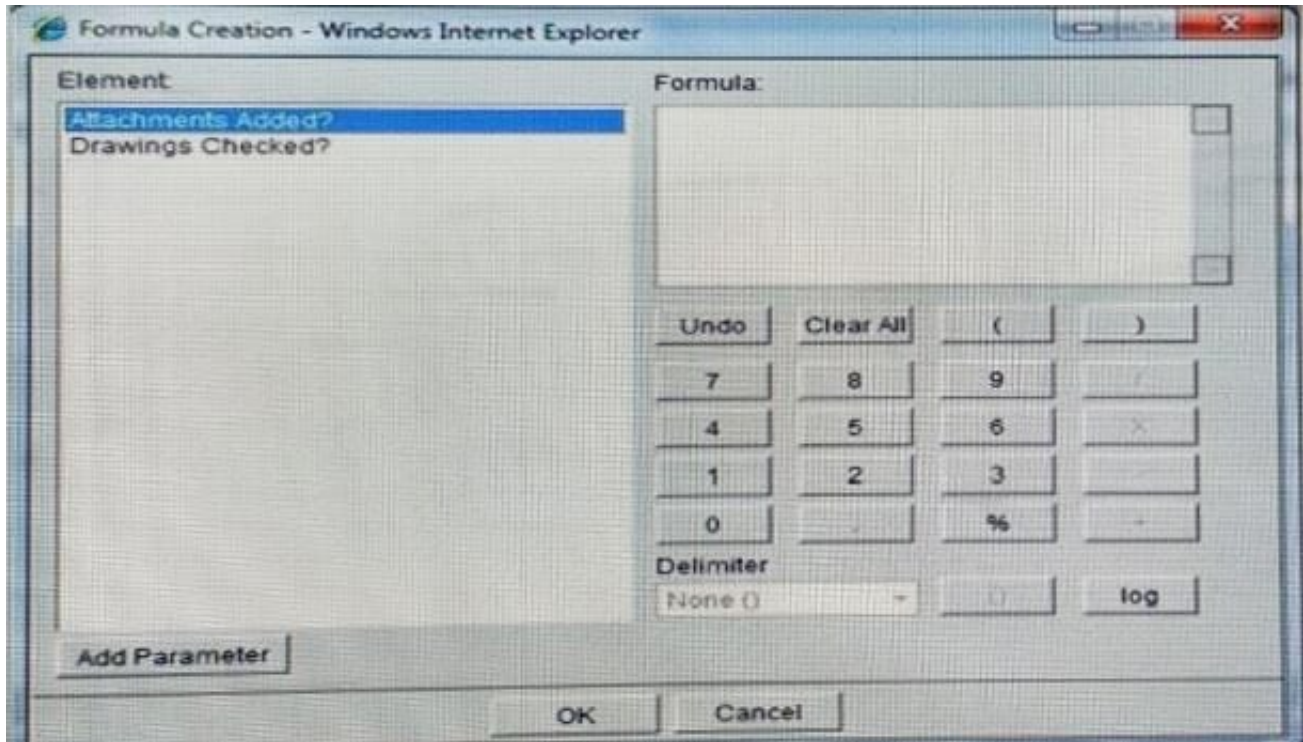 Formula Creation - Windows Internet Explorer
Element
Formula:
Attachments Added?
Drawings Checked?
Undo
Clear All
(
)
7
8
9
/
4
5
6
X
1
2
3
0
.
%
Delimiter
None ()
log
Add Parameter
OK
Cancel